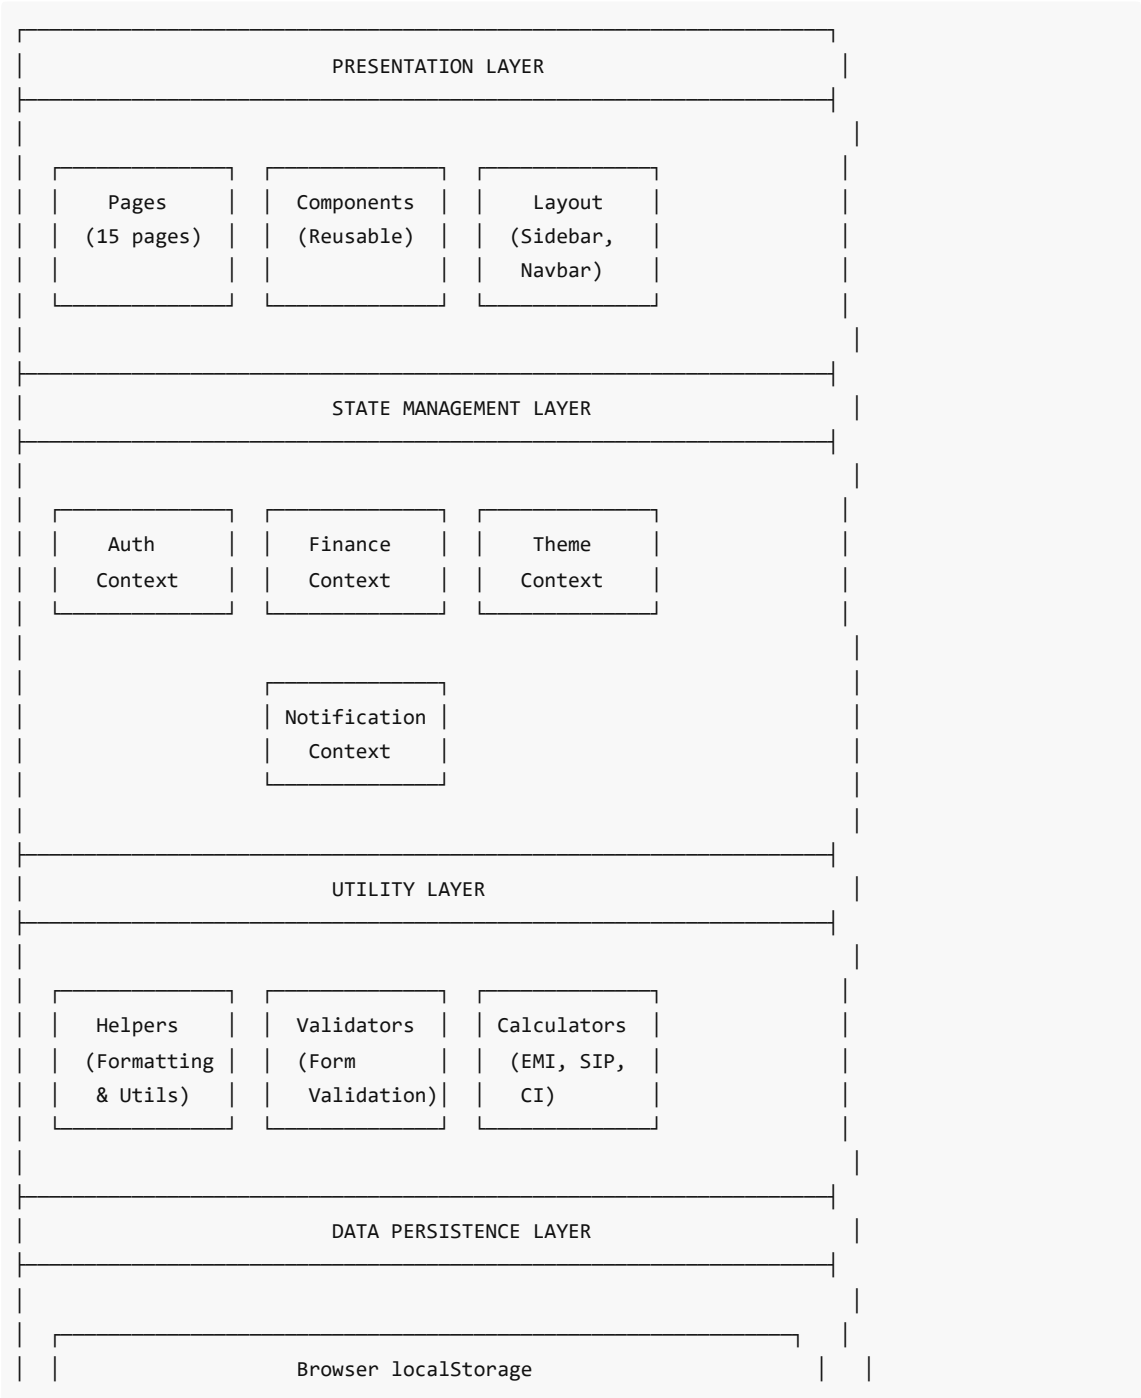 PRESENTATION LAYER
Pages Components Layout
(15 pages) (Reusable) (Sidebar,
Navbar)
STATE MANAGEMENT LAYER
Auth Finance Theme
Context Context Context
Notification
Context
UTILITY LAYER
Helpers Validators Calculators
(Formatting (Form (EMI, SIP,
& Utils) Validation) CI)
DATA PERSISTENCE LAYER
Browser localStorage